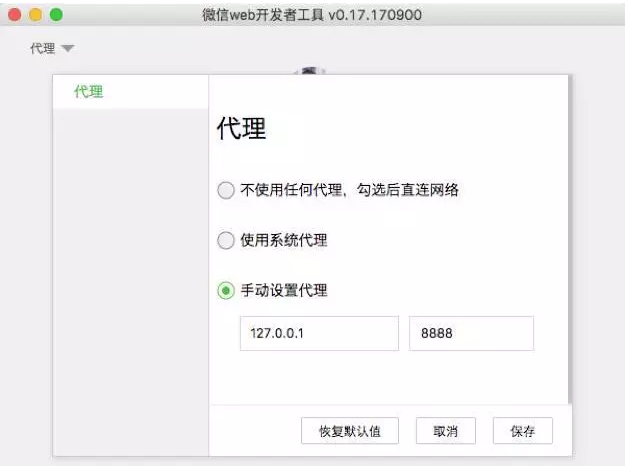 微信web开发者工具 v0.17.170900
代理
代理
代理
不使用任何代理，勾选后直连网络
使用系统代理
手动设置代理
127.0.0.1 8888
恢复默认值 取消 保存